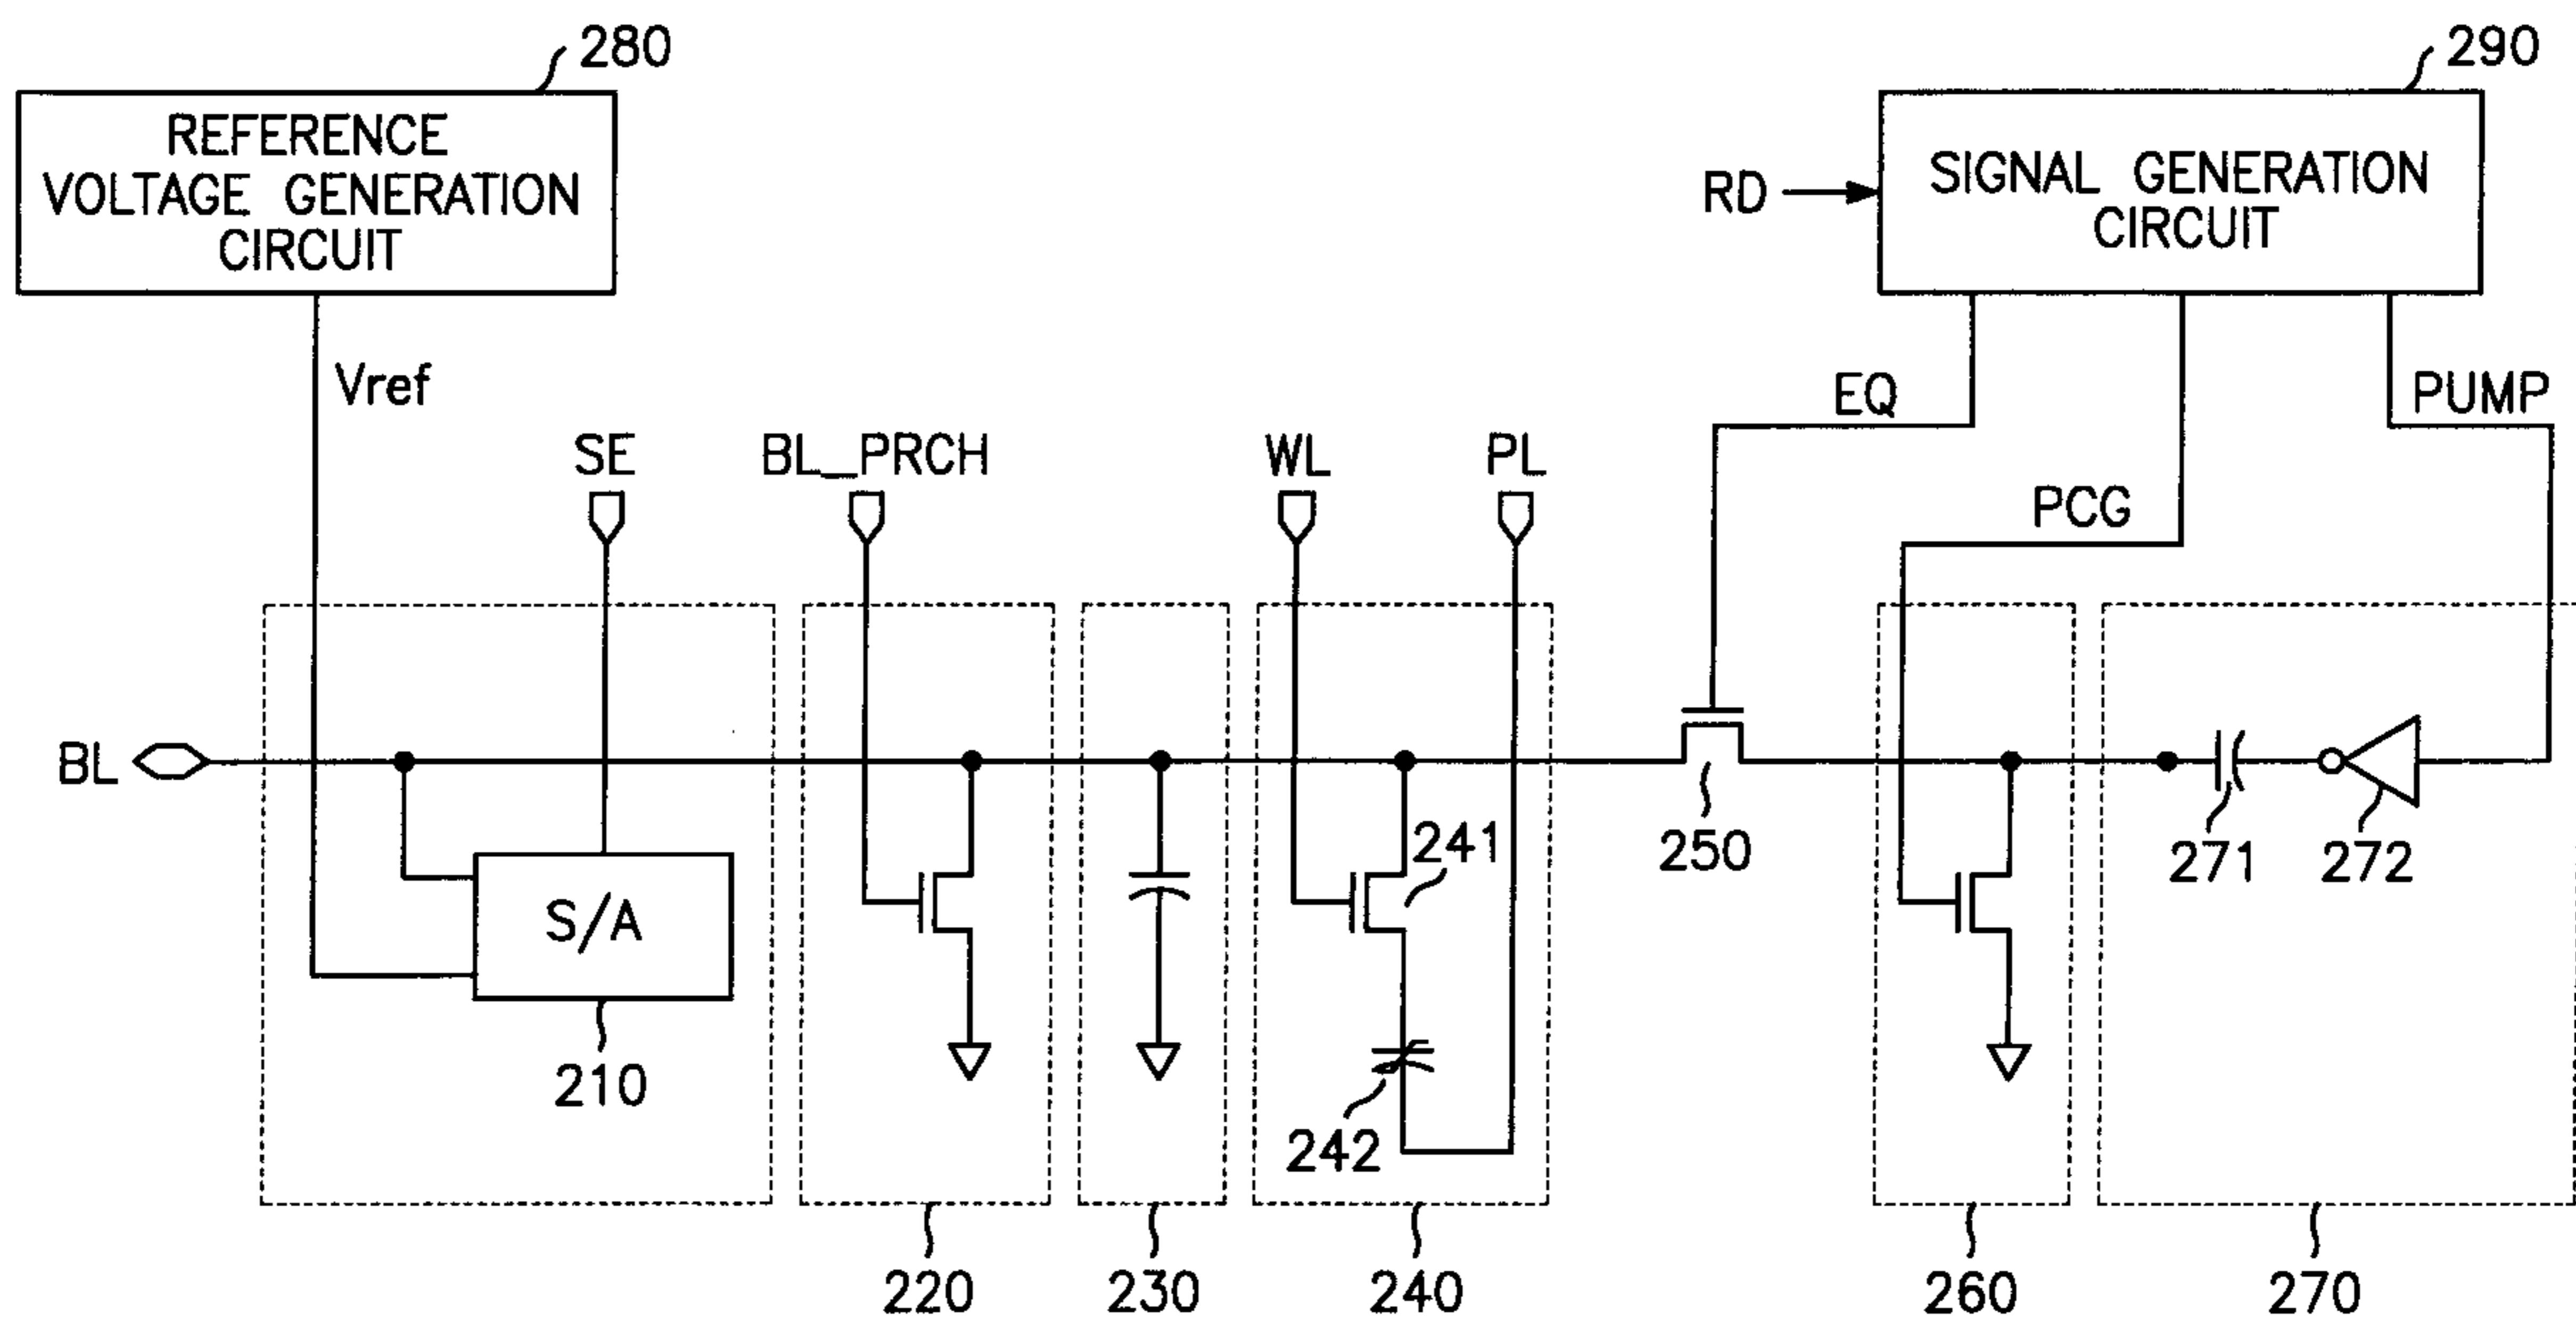 280
290
REFERENCE
VOLTAGE GENERATION
CIRCUIT
RD
SIGNAL GENERATION
CIRCUIT
Vref
EQ
PUMP
SE
BL_PRCH
WL
PL
PCG
BL
S/A
210
241
242
250
271
272
220
230
240
260
270